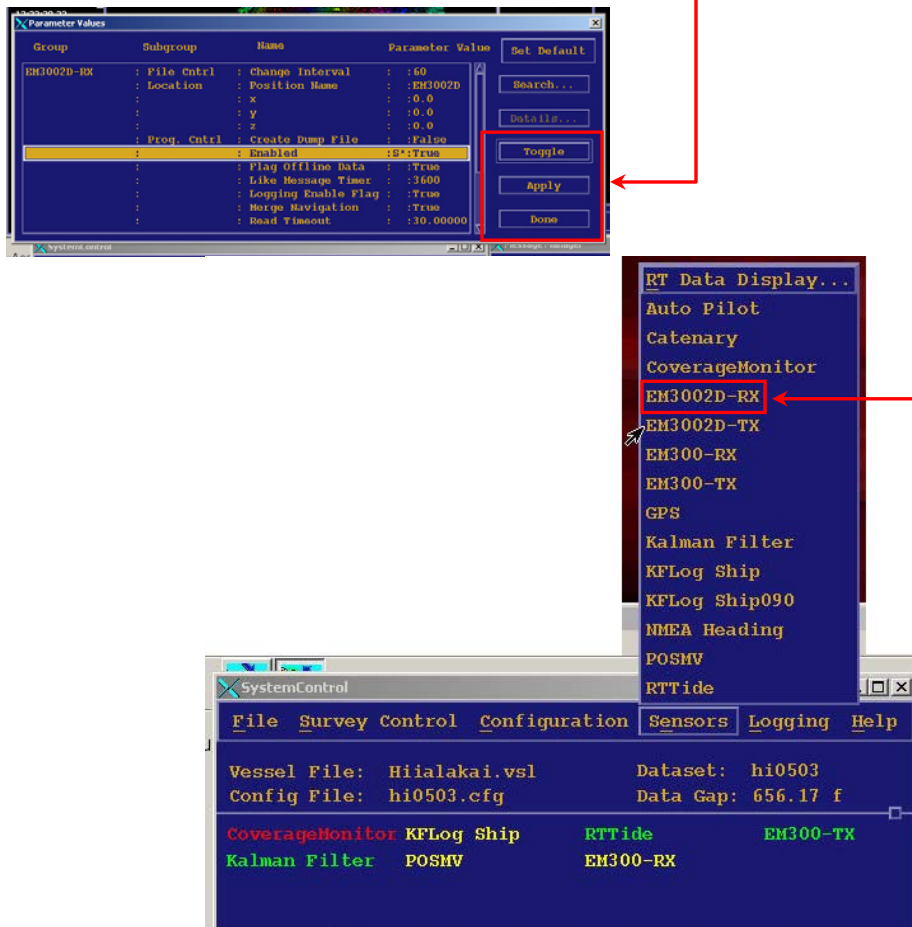 Parameter Values
Group Subgroup Name Parameter Value
EM3002D-RX : File Cntrl : Change Interval : :60
: Location : Position Name : :EM3002D
: : x : :0.0
: : y : :0.0
: : z : :0.0
: Prog. Cntrl : Create Dump File : :False
: : Enabled :S*:True
: : Flag Offline Data : :True
: : Like Message Timer : :3600
: : Logging Enable Flag : :True
: : Merge Navigation : :True
: : Read Timeout : :30.00000
Set Default
Search...
Details...
Toggle
Apply
Done
SystemControl
RT Data Display...
Auto Pilot
Catenary
CoverageMonitor
EM3002D-RX
EM3002D-TX
EM300-RX
EM300-TX
GPS
Kalman Filter
KFLog Ship
KFLog Ship090
NMEA Heading
POSMV
RTTide
SystemControl
File Survey Control Configuration Sensors Logging Help
Vessel File: Hiialakai.vsl Dataset: hi0503
Config File: hi0503.cfg Data Gap: 656.17 f
CoverageMonitor KFLog Ship RTTide EM300-TX
Kalman Filter POSMV EM300-RX